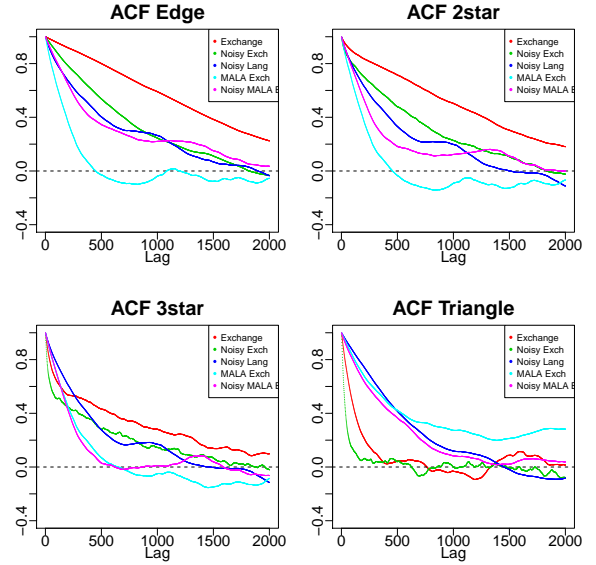 ACF Edge
Exchange
Noisy Exch
Noisy Lang
MALA Exch
Noisy MALA E
0.8
0.4
0.0
−0.4
0 500 1000 1500 2000
Lag
ACF 2star
Exchange
Noisy Exch
Noisy Lang
MALA Exch
Noisy MALA E
0.8
0.4
0.0
−0.4
0 500 1000 1500 2000
Lag
ACF 3star
Exchange
Noisy Exch
Noisy Lang
MALA Exch
Noisy MALA E
0.8
0.4
0.0
−0.4
0 500 1000 1500 2000
Lag
ACF Triangle
Exchange
Noisy Exch
Noisy Lang
MALA Exch
Noisy MALA E
0.8
0.4
0.0
−0.4
0 500 1000 1500 2000
Lag